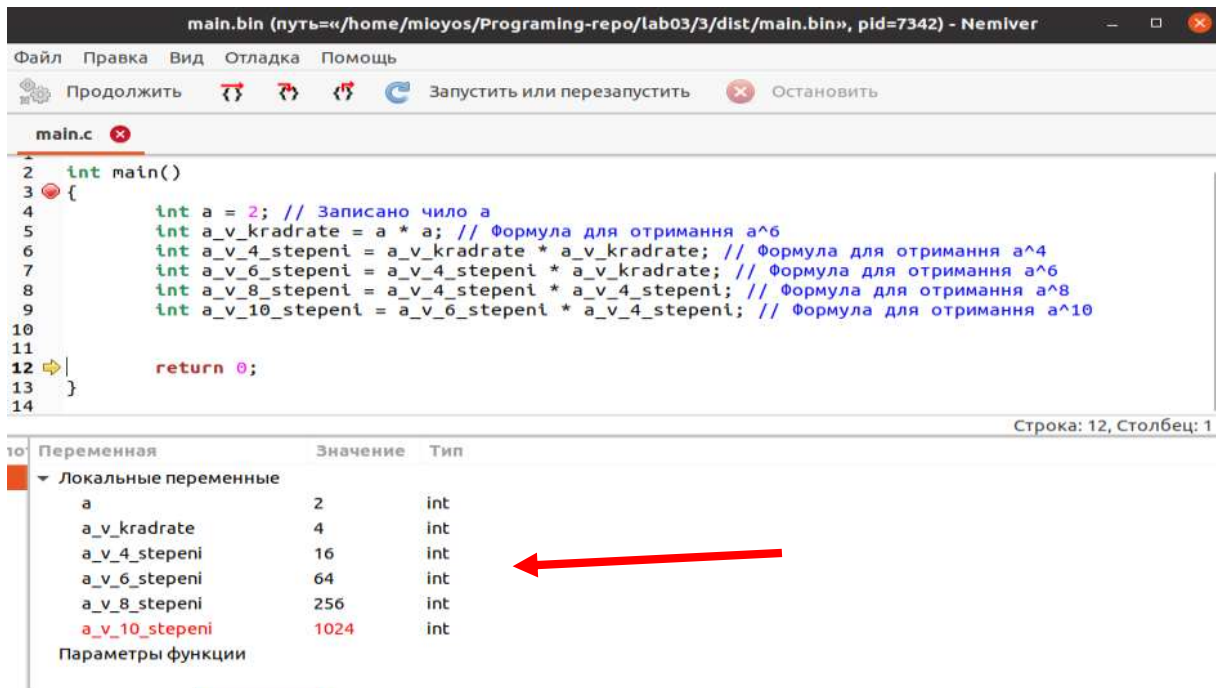 main.bin (путь=«/home/mioyos/Programing-repo/lab03/3/dist/main.bin», pid=7342) - Nemiver
Файл Правка Вид Отладка Помощь
Продолжить Запустить или перезапустить Остановить
main.c
1
2 int main()
3 {
4 int a = 2; // Записано чило а
5 int a_v_kradrate = a * a; // Формула для отримання а^6
6 int a_v_4_stepeni = a_v_kradrate * a_v_kradrate; // Формула для отримання а^4
7 int a_v_6_stepeni = a_v_4_stepeni * a_v_kradrate; // Формула для отримання а^6
8 int a_v_8_stepeni = a_v_4_stepeni * a_v_4_stepeni; // Формула для отримання а^8
9 int a_v_10_stepeni = a_v_6_stepeni * a_v_4_stepeni; // Формула для отримання а^10
10
11
12 return 0;
13 }
14
Строка: 12, Столбец: 1
Переменная Значение Тип
Локальные переменные
a 2 int
a_v_kradrate 4 int
a_v_4_stepeni 16 int
a_v_6_stepeni 64 int
a_v_8_stepeni 256 int
a_v_10_stepeni 1024 int
Параметры функции